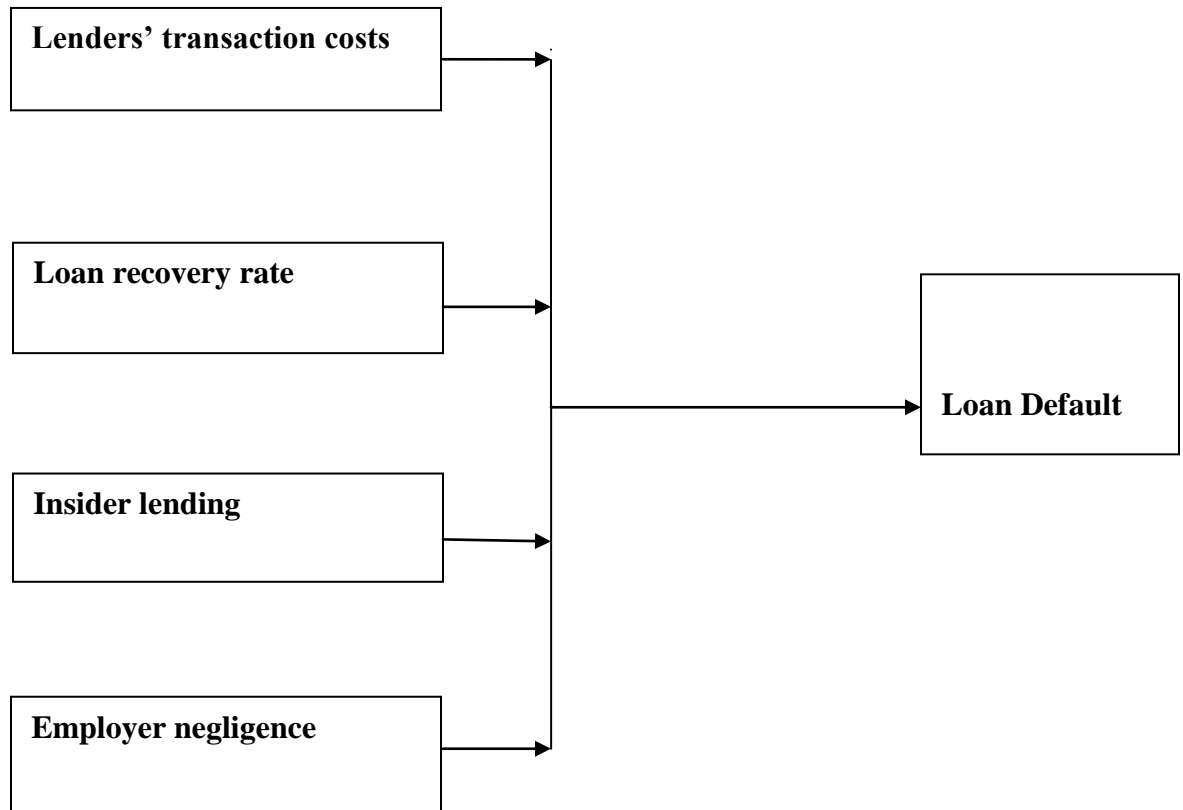 Lenders’ transaction costs
Loan recovery rate
Loan Default
Insider lending
Employer negligence